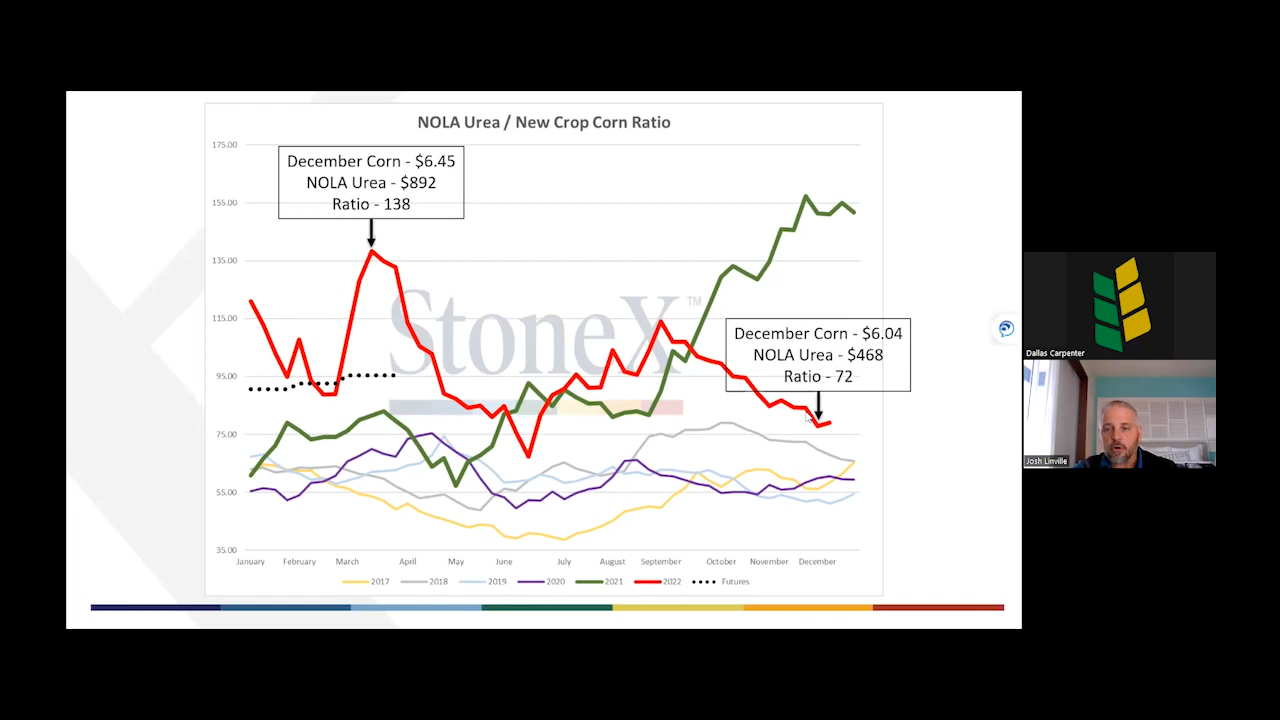 NOLA Urea / New Crop Corn Ratio
175.00
155.00
135.00
115.00
95.00
75.00
55.00
35.00
December Corn - $6.45
NOLA Urea - $892
Ratio - 138
StoneX™
December Corn - $6.04
NOLA Urea - $468
Ratio - 72
January February March April May June July August September October November December
2017 2018 2019 2020 2021 2022 Futures
Dallas Carpenter
Josh Linville